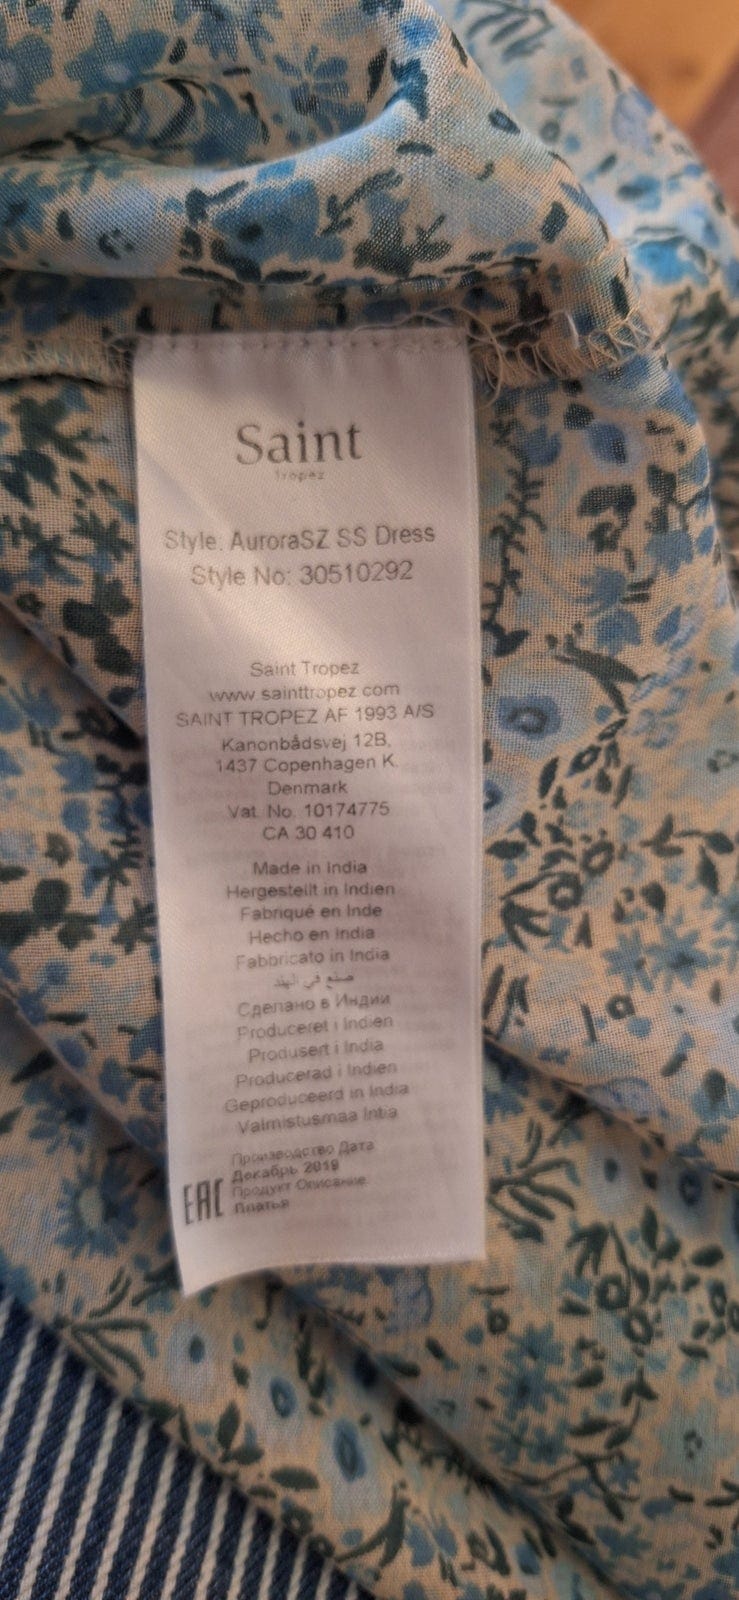 Saint
Tropez
Style. AuroraSZ SS Dress
Style No: 30510292
Saint Tropez
www.sainttropez.com
SAINT TROPEZ AF 1993 A/S
Kanonbådsvej 12B,
1437 Copenhagen K.
Denmark
Vat. No. 10174775
CA 30 410
Made in India
Hergestellt in Indien
Fabriqué en Inde
Hecho en India
Fabbricato in India
صنع في الهند
Сделано в Индии
Produceret i Indien
Produsert i India
Producerad i Indien
Geproduceerd in India
Valmistusmaa Intia
Производство Дата
Декабрь 2019
EAC Продукт Описание
Платья